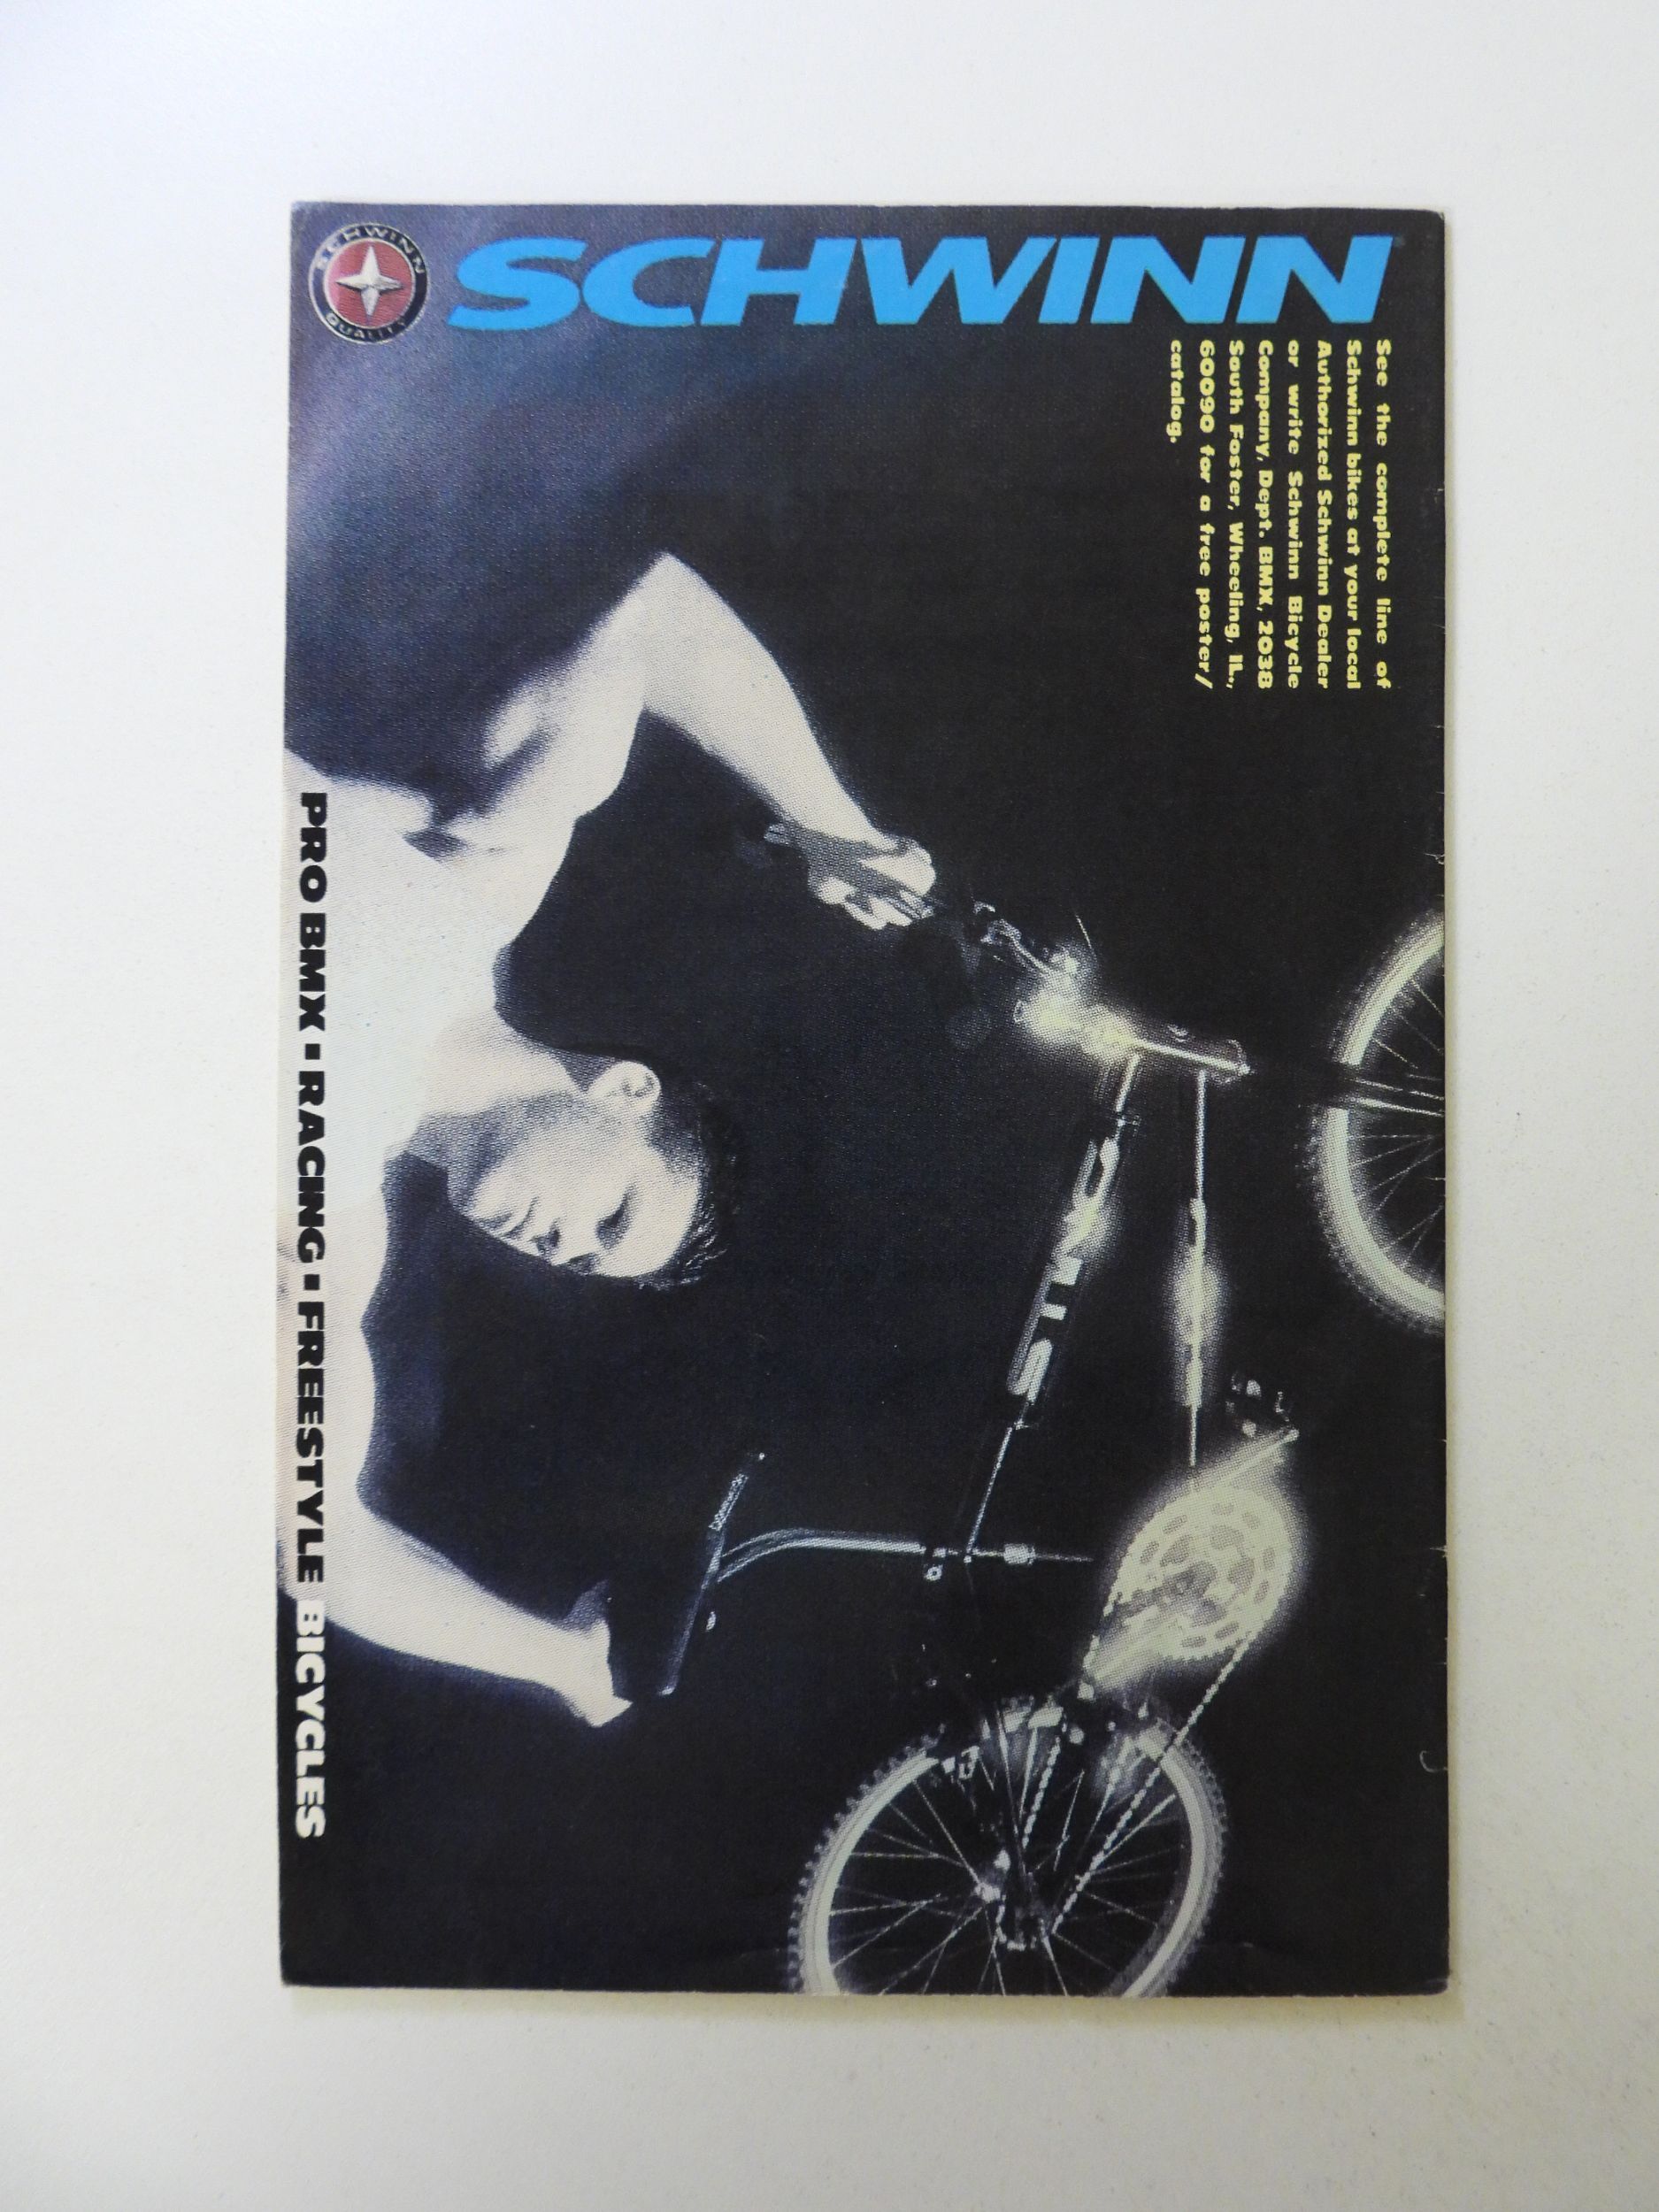 SCHWINN
QUALITY
SCHWINN
See the complete line of
Schwinn bikes at your local
Authorized Schwinn Dealer
or write Schwinn Bicycle
Company, Dept. BMX, 2038
South Foster, Wheeling, IL.,
60090 for a free poster/
catalog.
STING
PRO BMX ▪ RACING ▪ FREESTYLE BICYCLES